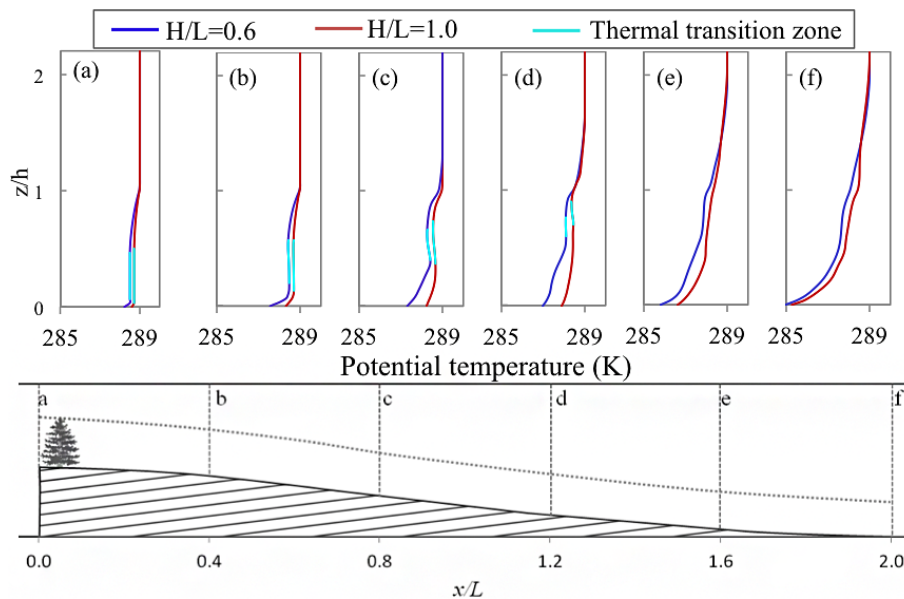 H/L=0.6 H/L=1.0 Thermal transition zone
(a) (b) (c) (d) (e) (f)
2
1
0
z/h
285 289 285 289 285 289 285 289 285 289 285 289
Potential temperature (K)
a b c d e f
0.0 0.4 0.8 1.2 1.6 2.0
x/L